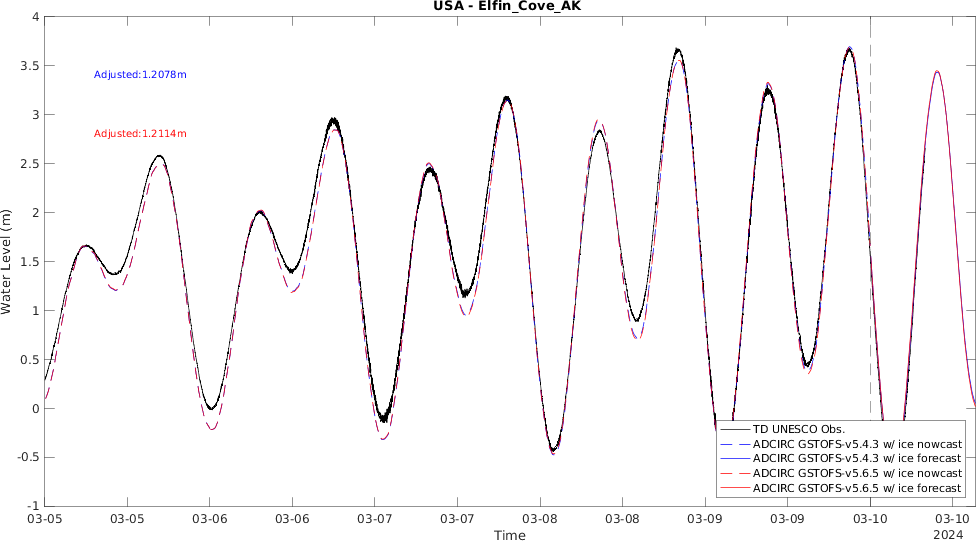 USA - Elfin_Cove_AK
Water Level (m)
4
3.5
3
2.5
2
1.5
1
0.5
0
-0.5
-1
Adjusted:1.2078m
Adjusted:1.2114m
TD UNESCO Obs.
ADCIRC GSTOFS-v5.4.3 w/ ice nowcast
ADCIRC GSTOFS-v5.4.3 w/ ice forecast
ADCIRC GSTOFS-v5.6.5 w/ ice nowcast
ADCIRC GSTOFS-v5.6.5 w/ ice forecast
03-05 03-05 03-06 03-06 03-07 03-07 03-08 03-08 03-09 03-09 03-10 03-10
2024
Time